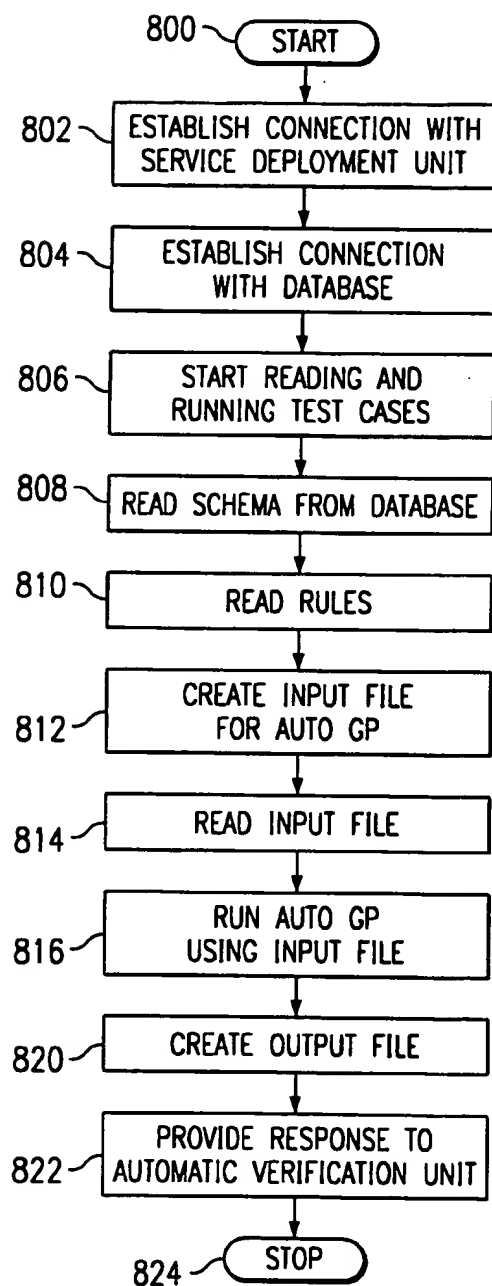 800
START
802
ESTABLISH CONNECTION WITH
SERVICE DEPLOYMENT UNIT
804
ESTABLISH CONNECTION
WITH DATABASE
806
START READING AND
RUNNING TEST CASES
808
READ SCHEMA FROM DATABASE
810
READ RULES
812
CREATE INPUT FILE
FOR AUTO GP
814
READ INPUT FILE
816
RUN AUTO GP
USING INPUT FILE
820
CREATE OUTPUT FILE
822
PROVIDE RESPONSE TO
AUTOMATIC VERIFICATION UNIT
824
STOP